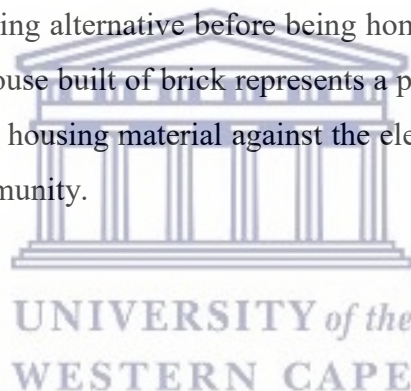 ing alternative before being hon
ouse built of brick represents a p
housing material against the ele
munity.
UNIVERSITY of the
WESTERN CAPE